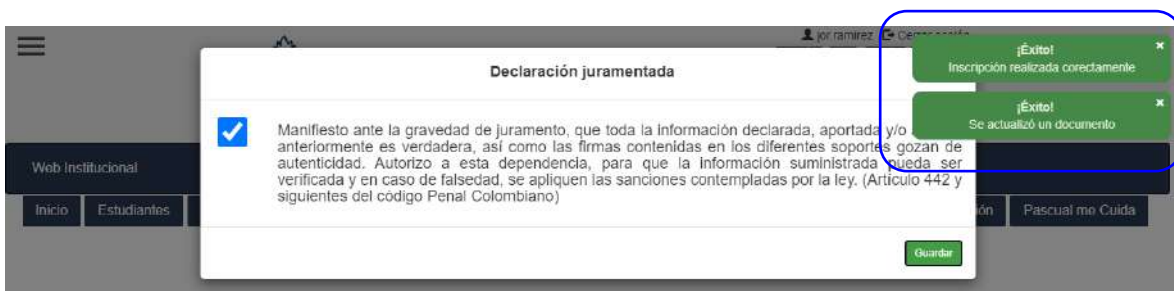 jor ramirez
¡Éxito!
Inscripción realizada corectamente
Declaración juramentada
¡Éxito!
Se actualizó un documento
Manifiesto ante la gravedad de juramento, que toda la información declarada, aportada y/o
anteriormente es verdadera, así como las firmas contenidas en los diferentes soportes gozan de
autenticidad. Autorizo a esta dependencia, para que la información suministrada pueda ser
verificada y en caso de falsedad, se apliquen las sanciones contempladas por la ley. (Artículo 442 y
siguientes del código Penal Colombiano)
Web Institucional
Inicio Estudiantes Pascual me Cuida
Guardar